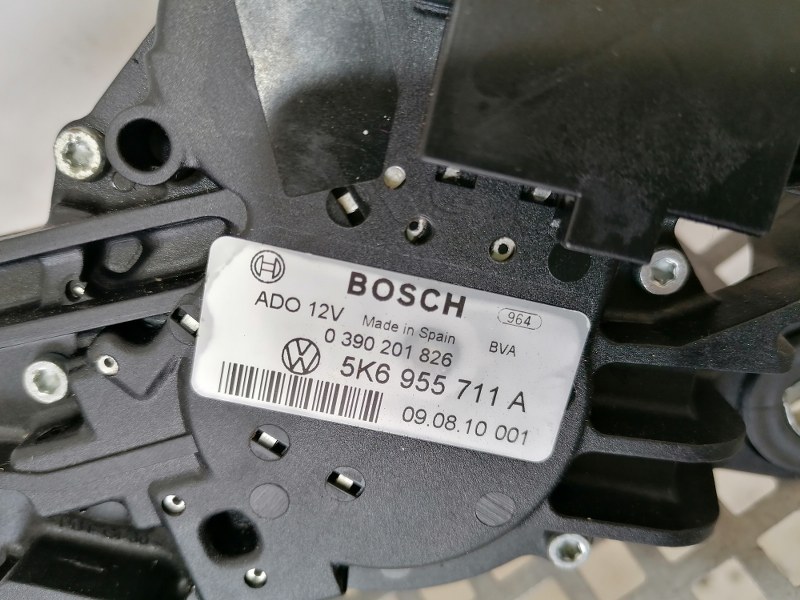 BOSCH
964
ADO 12V
Made in Spain
BVA
0 390 201 826
5K6 955 711 A
09.08.10 001